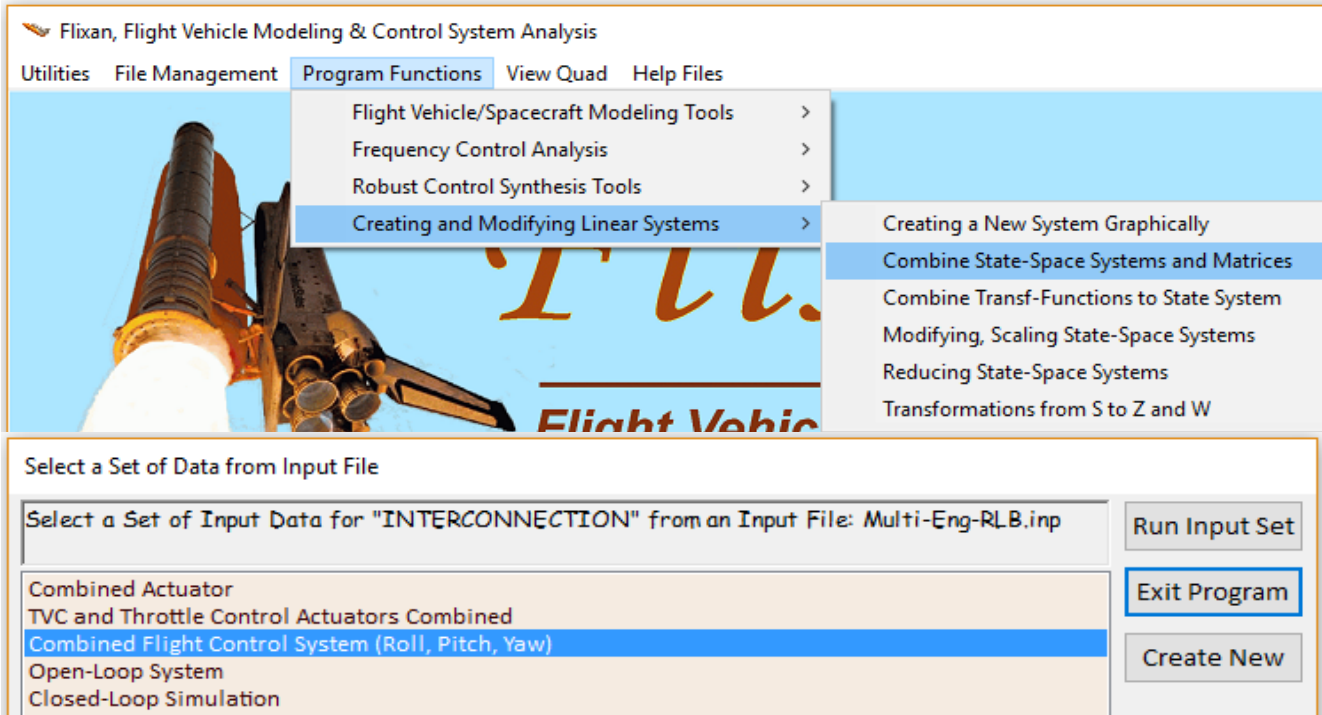 Flixan, Flight Vehicle Modeling & Control System Analysis
Utilities File Management Program Functions View Quad Help Files
Flight Vehicle/Spacecraft Modeling Tools >
Frequency Control Analysis >
Robust Control Synthesis Tools >
Creating and Modifying Linear Systems >
Creating a New System Graphically
Combine State-Space Systems and Matrices
Combine Transf-Functions to State System
Modifying, Scaling State-Space Systems
Reducing State-Space Systems
Transformations from S to Z and W
Flight Vehic
Select a Set of Data from Input File
Select a Set of Input Data for "INTERCONNECTION" from an Input File: Multi-Eng-RLB.inp
Run Input Set
Combined Actuator
TVC and Throttle Control Actuators Combined
Combined Flight Control System (Roll, Pitch, Yaw)
Open-Loop System
Closed-Loop Simulation
Exit Program
Create New